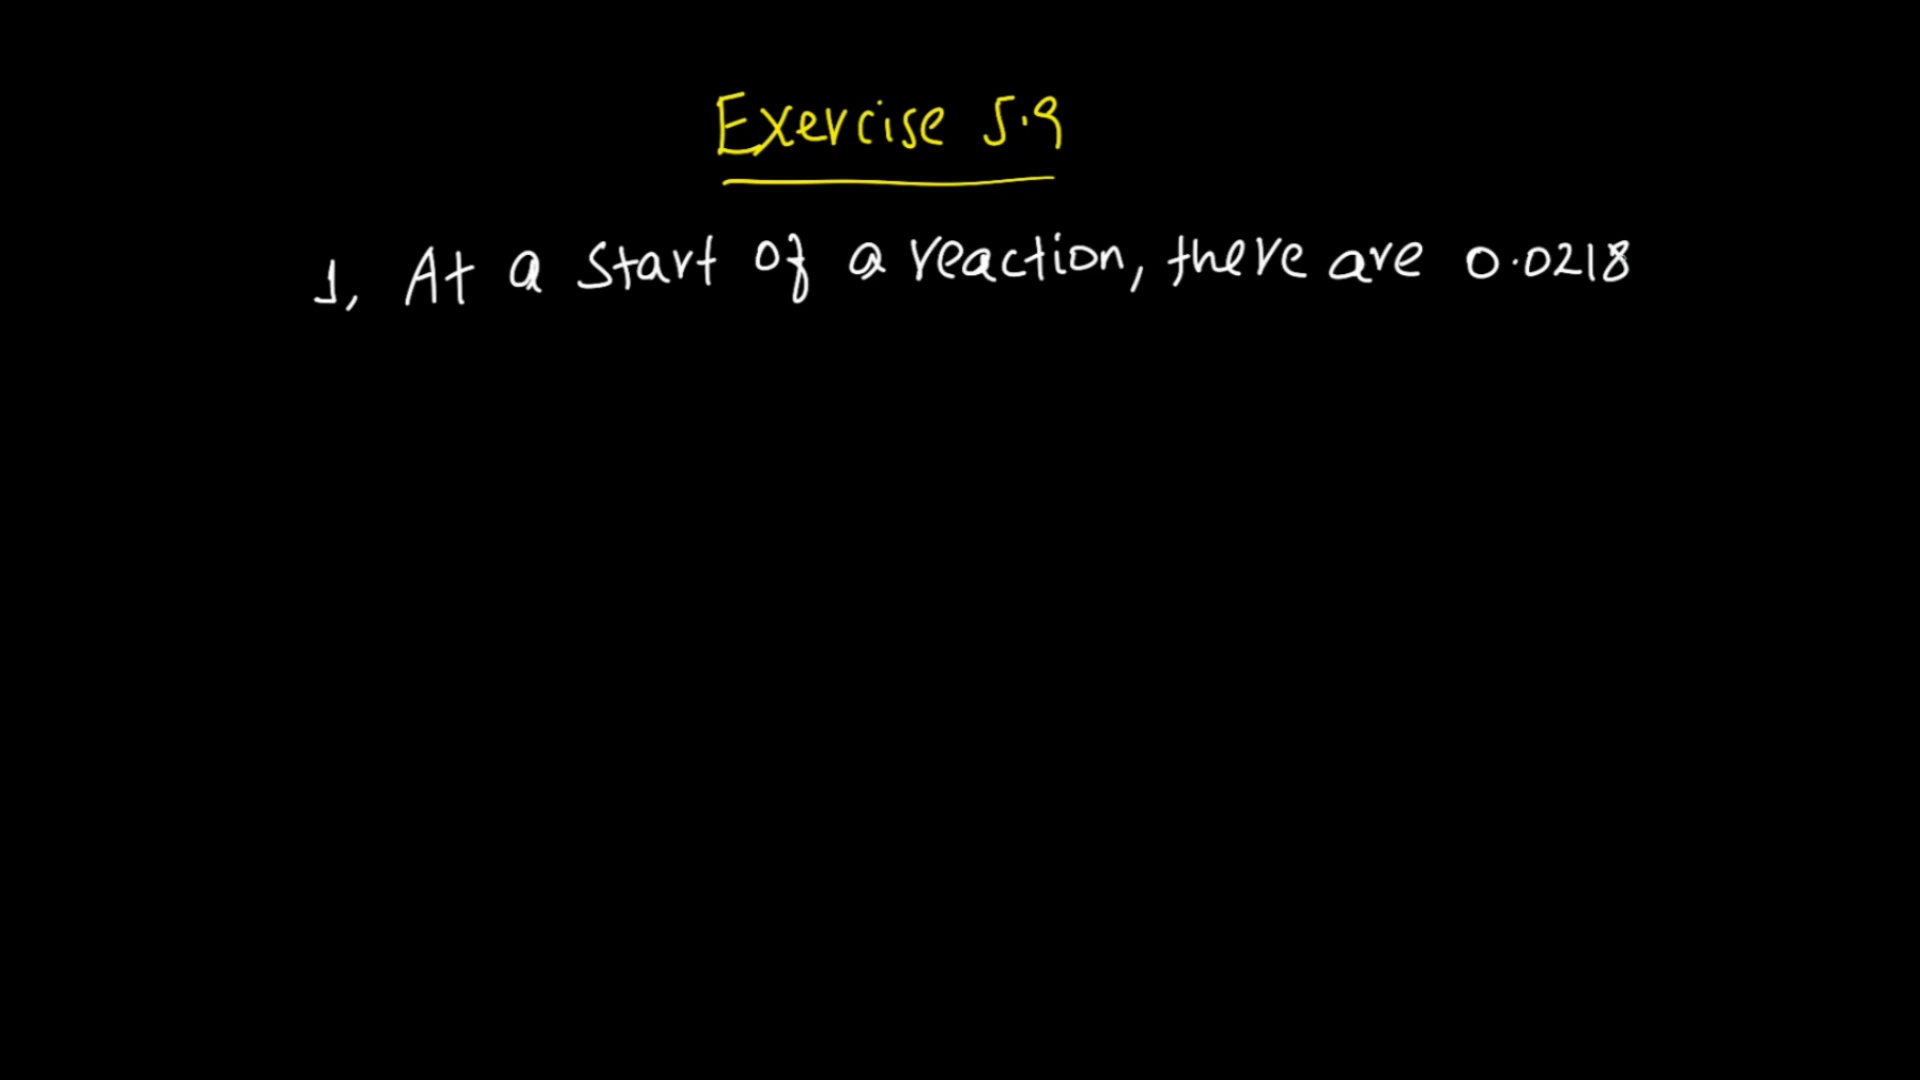 Exercise 5.9
1, At a start of a reaction, there are 0.0218